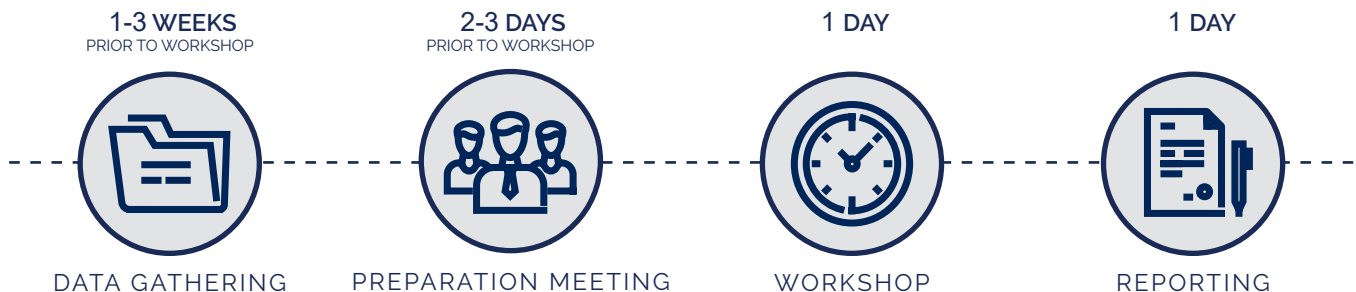 1-3 WEEKS
PRIOR TO WORKSHOP
2-3 DAYS
PRIOR TO WORKSHOP
1 DAY
1 DAY
DATA GATHERING
PREPARATION MEETING
WORKSHOP
REPORTING